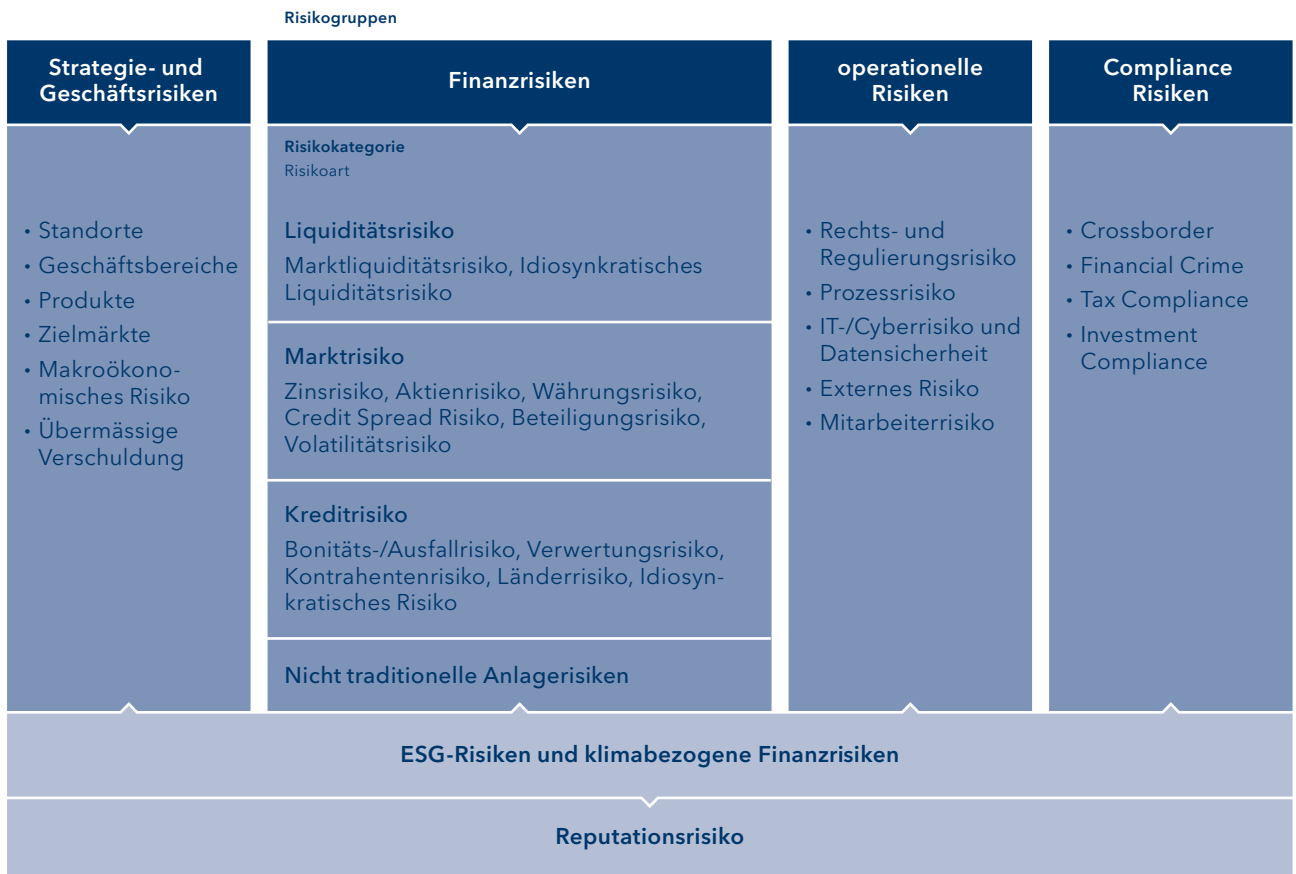 Risikogruppen
Strategie- und
Geschäftsrisiken
Finanzrisiken
operationelle
Risiken
Compliance
Risiken
• Standorte
• Geschäftsbereiche
• Produkte
• Zielmärkte
• Makroökono-
misches Risiko
• Übermässige
Verschuldung
Risikokategorie
Risikoart
Liquiditätsrisiko
Marktliquiditätsrisiko, Idiosynkratisches
Liquiditätsrisiko
Marktrisiko
Zinsrisiko, Aktienrisiko, Währungsrisiko,
Credit Spread Risiko, Beteiligungsrisiko,
Volatilitätsrisiko
Kreditrisiko
Bonitäts-/Ausfallrisiko, Verwertungsrisiko,
Kontrahentenrisiko, Länderrisiko, Idiosyn-
kratisches Risiko
Nicht traditionelle Anlagerisiken
• Rechts- und
Regulierungsrisiko
• Prozessrisiko
• IT-/Cyberrisiko und
Datensicherheit
• Externes Risiko
• Mitarbeiterrisiko
• Crossborder
• Financial Crime
• Tax Compliance
• Investment
Compliance
ESG-Risiken und klimabezogene Finanzrisiken
Reputationsrisiko